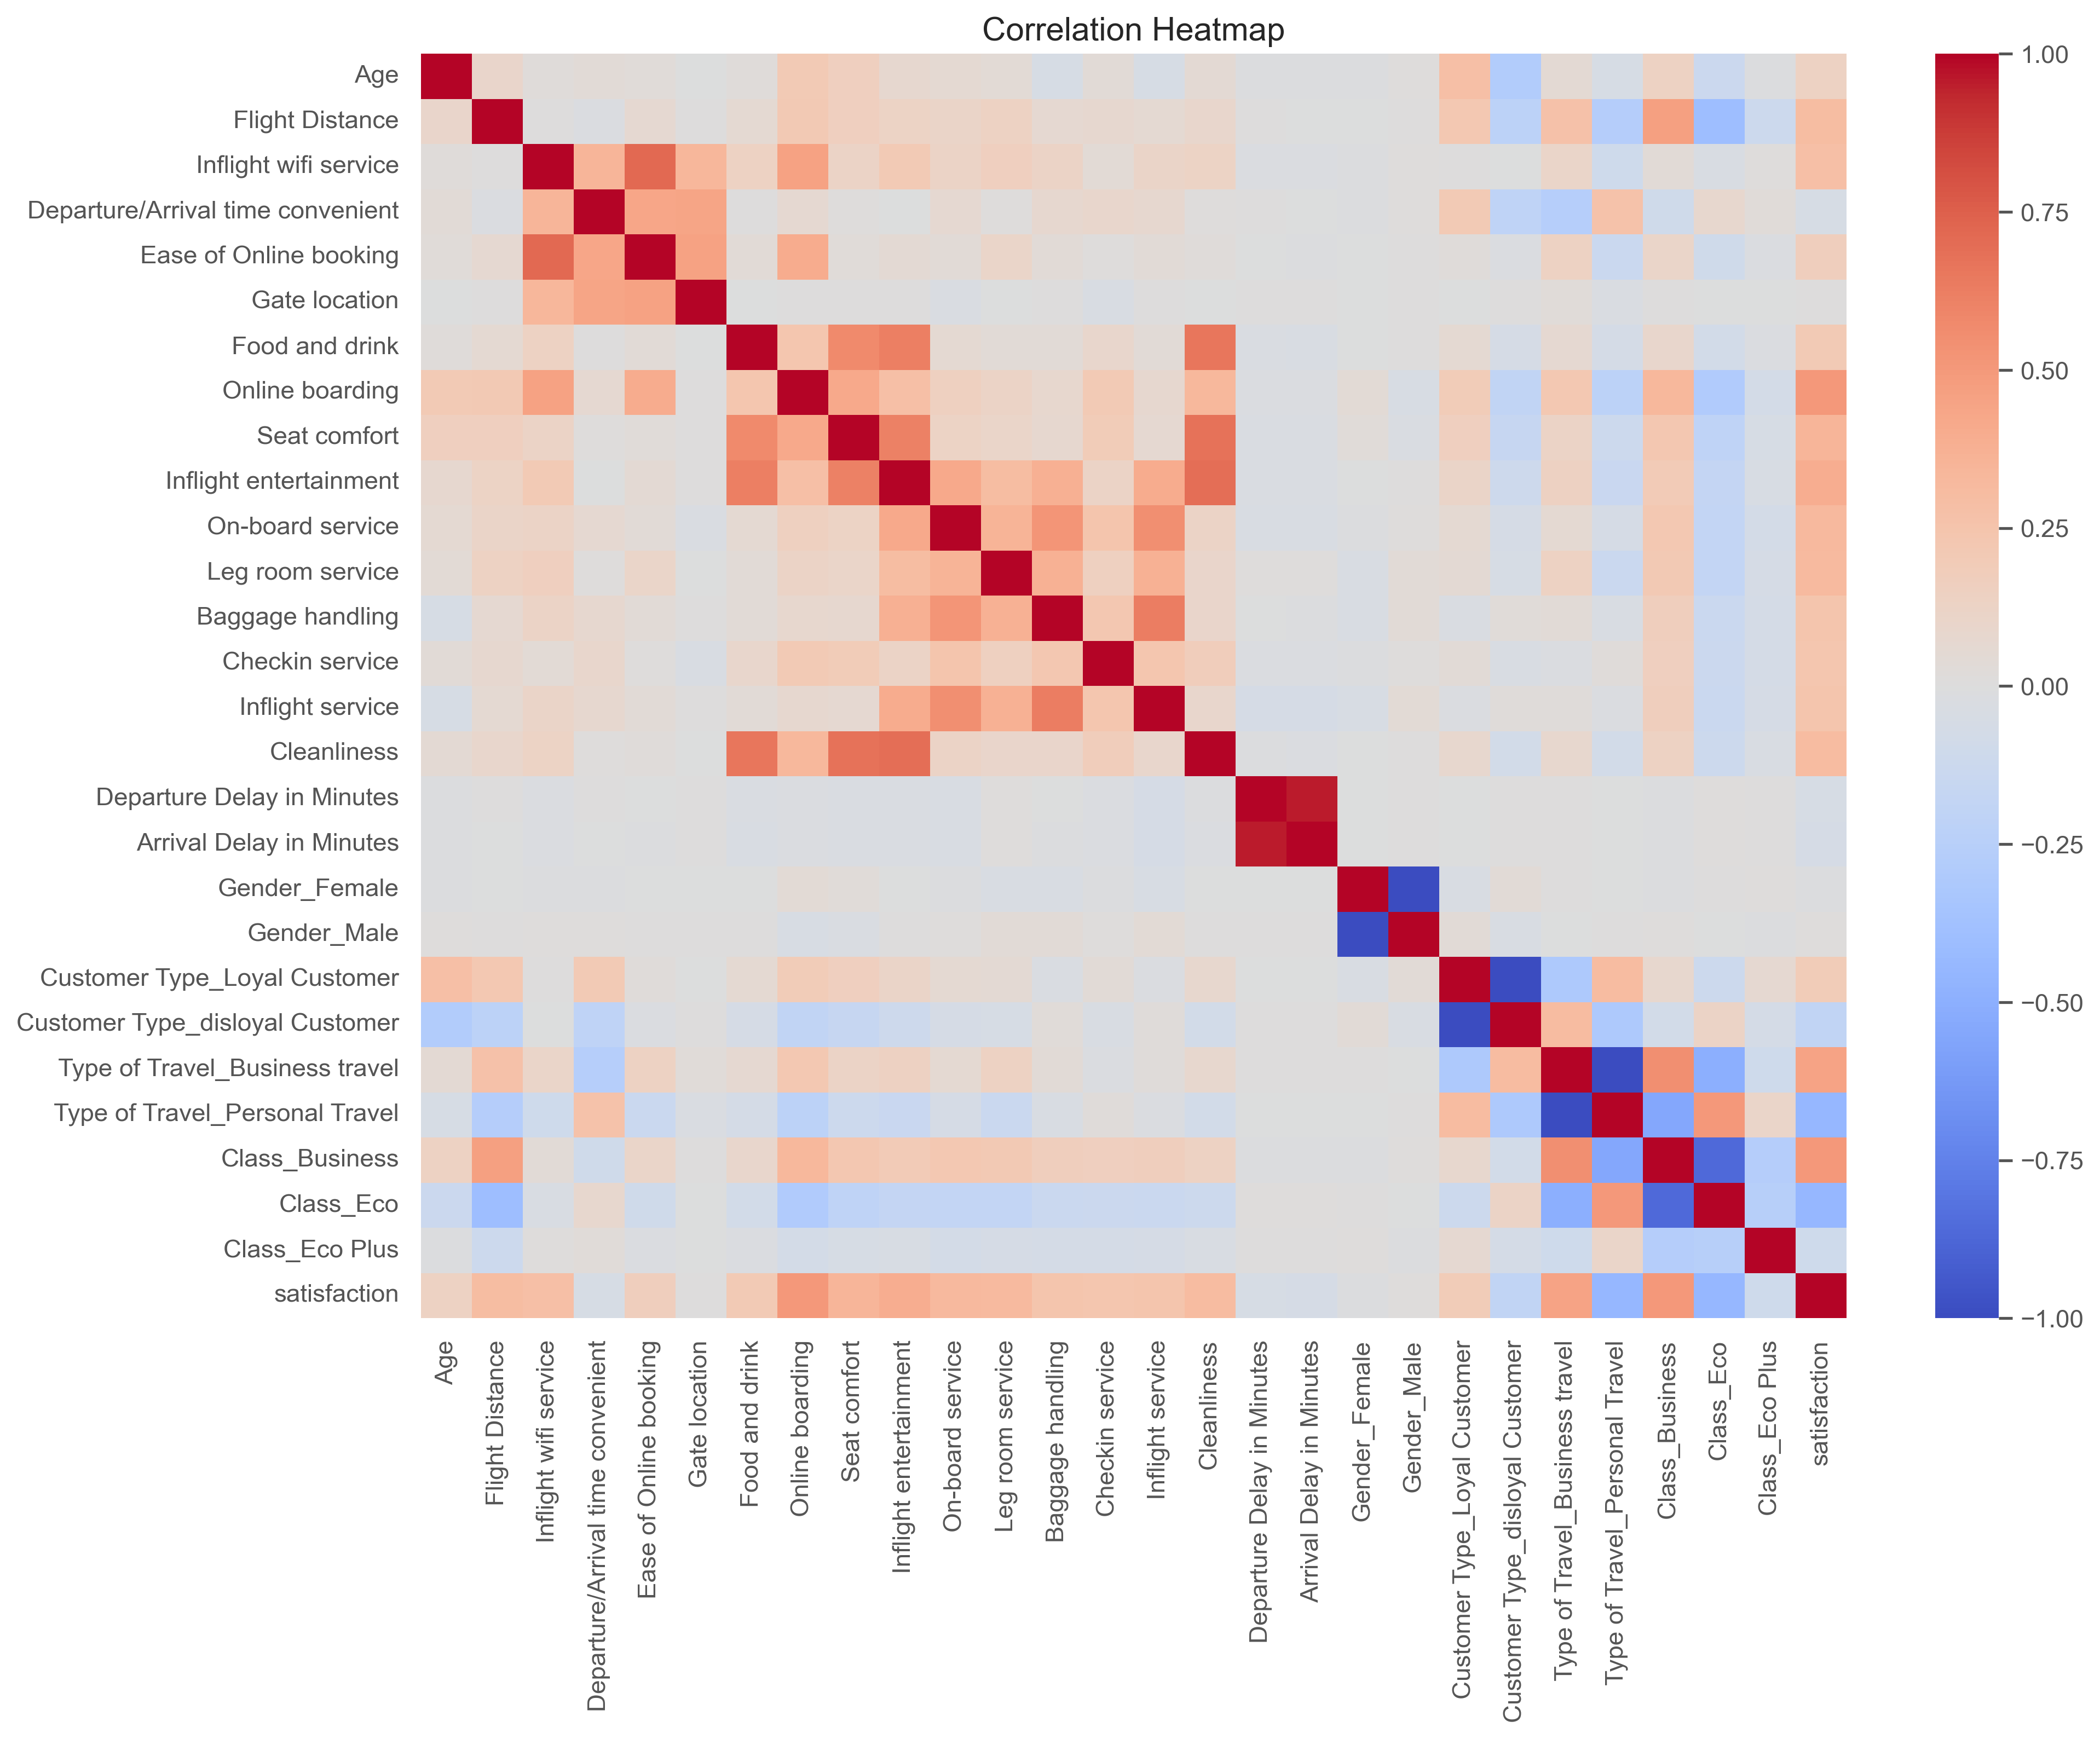 Correlation Heatmap
Age
Flight Distance
Inflight wifi service
Departure/Arrival time convenient
Ease of Online booking
Gate location
Food and drink
Online boarding
Seat comfort
Inflight entertainment
On-board service
Leg room service
Baggage handling
Checkin service
Inflight service
Cleanliness
Departure Delay in Minutes
Arrival Delay in Minutes
Gender_Female
Gender_Male
Customer Type_Loyal Customer
Customer Type_disloyal Customer
Type of Travel_Business travel
Type of Travel_Personal Travel
Class_Business
Class_Eco
Class_Eco Plus
satisfaction
Age
Flight Distance
Inflight wifi service
Departure/Arrival time convenient
Ease of Online booking
Gate location
Food and drink
Online boarding
Seat comfort
Inflight entertainment
On-board service
Leg room service
Baggage handling
Checkin service
Inflight service
Cleanliness
Departure Delay in Minutes
Arrival Delay in Minutes
Gender_Female
Gender_Male
Customer Type_Loyal Customer
Customer Type_disloyal Customer
Type of Travel_Business travel
Type of Travel_Personal Travel
Class_Business
Class_Eco
Class_Eco Plus
satisfaction
1.00
0.75
0.50
0.25
0.00
−0.25
−0.50
−0.75
−1.00